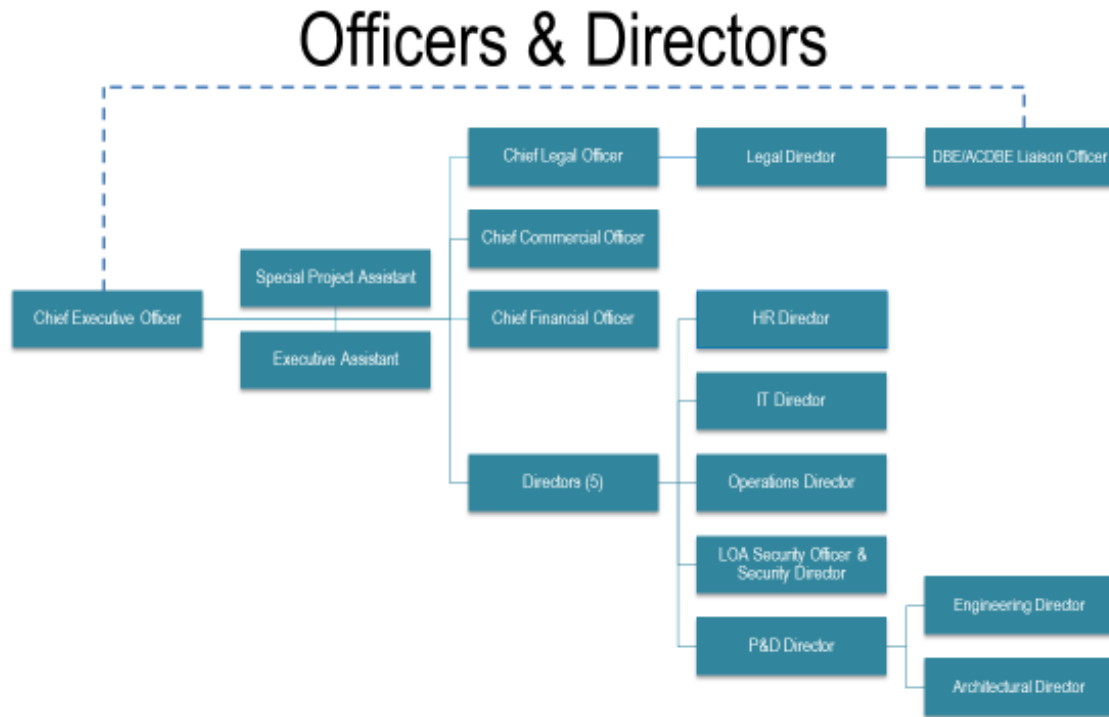 Officers & Directors
Chief Legal Officer
Legal Director
DBE/ACDBE Liaison Officer
Chief Commercial Officer
Special Project Assistant
Chief Executive Officer
Chief Financial Officer
HR Director
Executive Assistant
IT Director
Directors (5)
Operations Director
LOA Security Officer &
Security Director
Engineering Director
P&D Director
Architectural Director